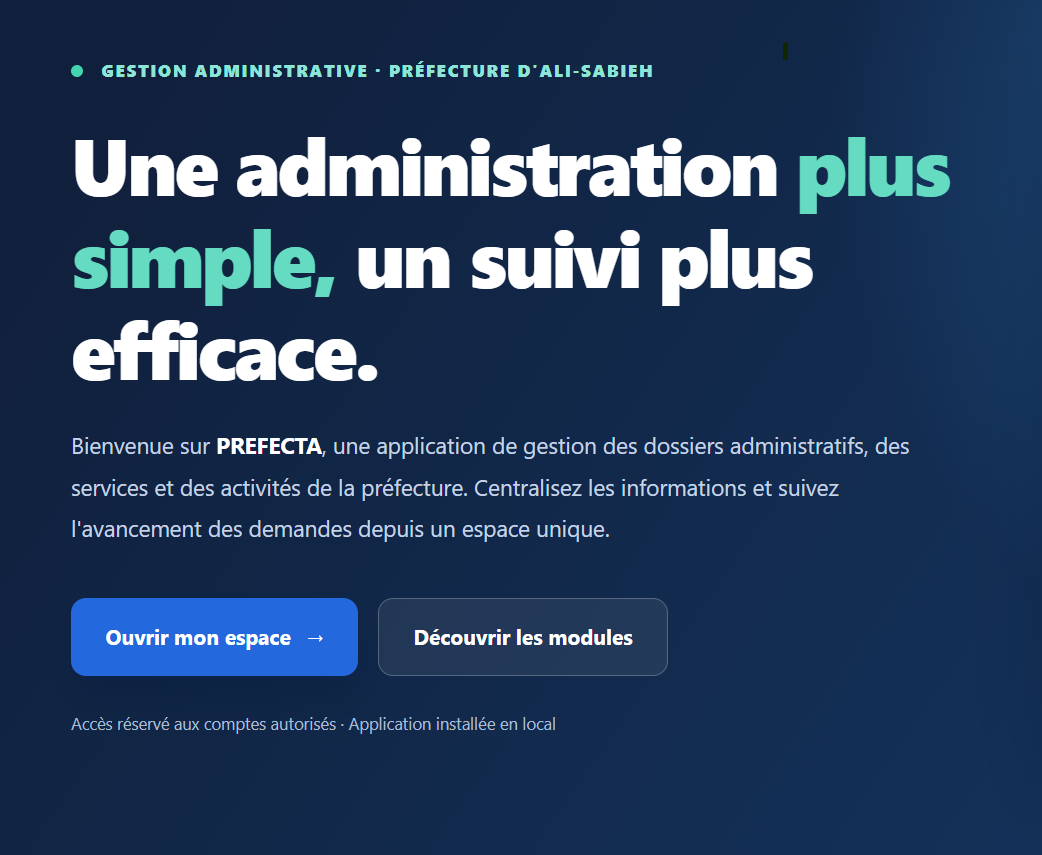 GESTION ADMINISTRATIVE · PRÉFECTURE D'ALI-SABIEH
Une administration plus
simple, un suivi plus
efficace.
Bienvenue sur PREFECTA, une application de gestion des dossiers administratifs, des
services et des activités de la préfecture. Centralisez les informations et suivez
l'avancement des demandes depuis un espace unique.
Ouvrir mon espace →
Découvrir les modules
Accès réservé aux comptes autorisés · Application installée en local